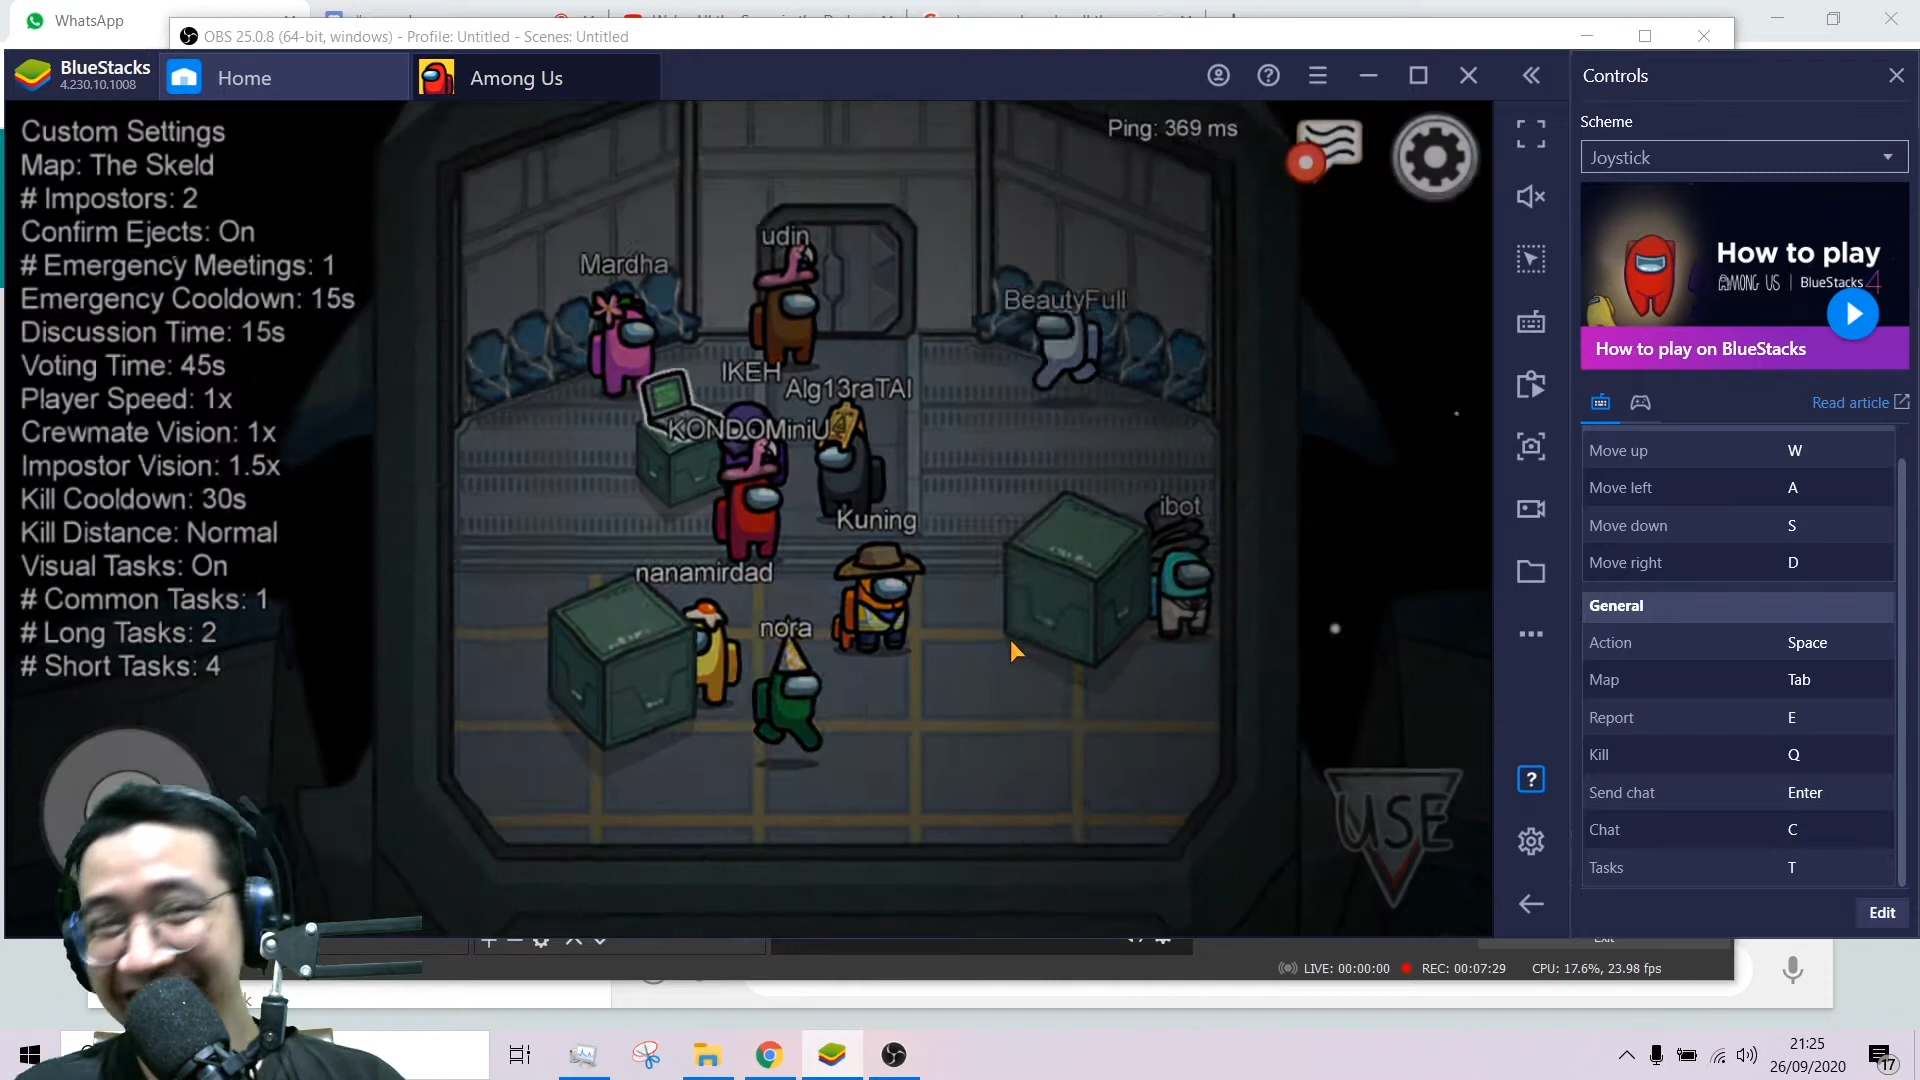 WhatsApp
OBS 25.0.8 (64-bit, windows) - Profile: Untitled - Scenes: Untitled
BlueStacks
4.230.10.1008
Home
Among Us
Controls
Custom Settings
Map: The Skeld
# Impostors: 2
Confirm Ejects: On
# Emergency Meetings: 1
Emergency Cooldown: 15s
Discussion Time: 15s
Voting Time: 45s
Player Speed: 1x
Crewmate Vision: 1x
Impostor Vision: 1.5x
Kill Cooldown: 30s
Kill Distance: Normal
Visual Tasks: On
# Common Tasks: 1
# Long Tasks: 2
# Short Tasks: 4
Ping: 369 ms
udin
Mardha
BeautyFull
IKEH
Alg13raTAI
KONDOMiniU
Kuning
ibot
nanamirdad
nora
USE
Scheme
Joystick
How to play
AMONG US | BlueStacks 4
How to play on BlueStacks
Read article
Move up W
Move left A
Move down S
Move right D
General
Action Space
Map Tab
Report E
Kill Q
Send chat Enter
Chat C
Tasks T
Edit
Exit
LIVE: 00:00:00 REC: 00:07:29 CPU: 17.6%, 23.98 fps
21:25
26/09/2020
17